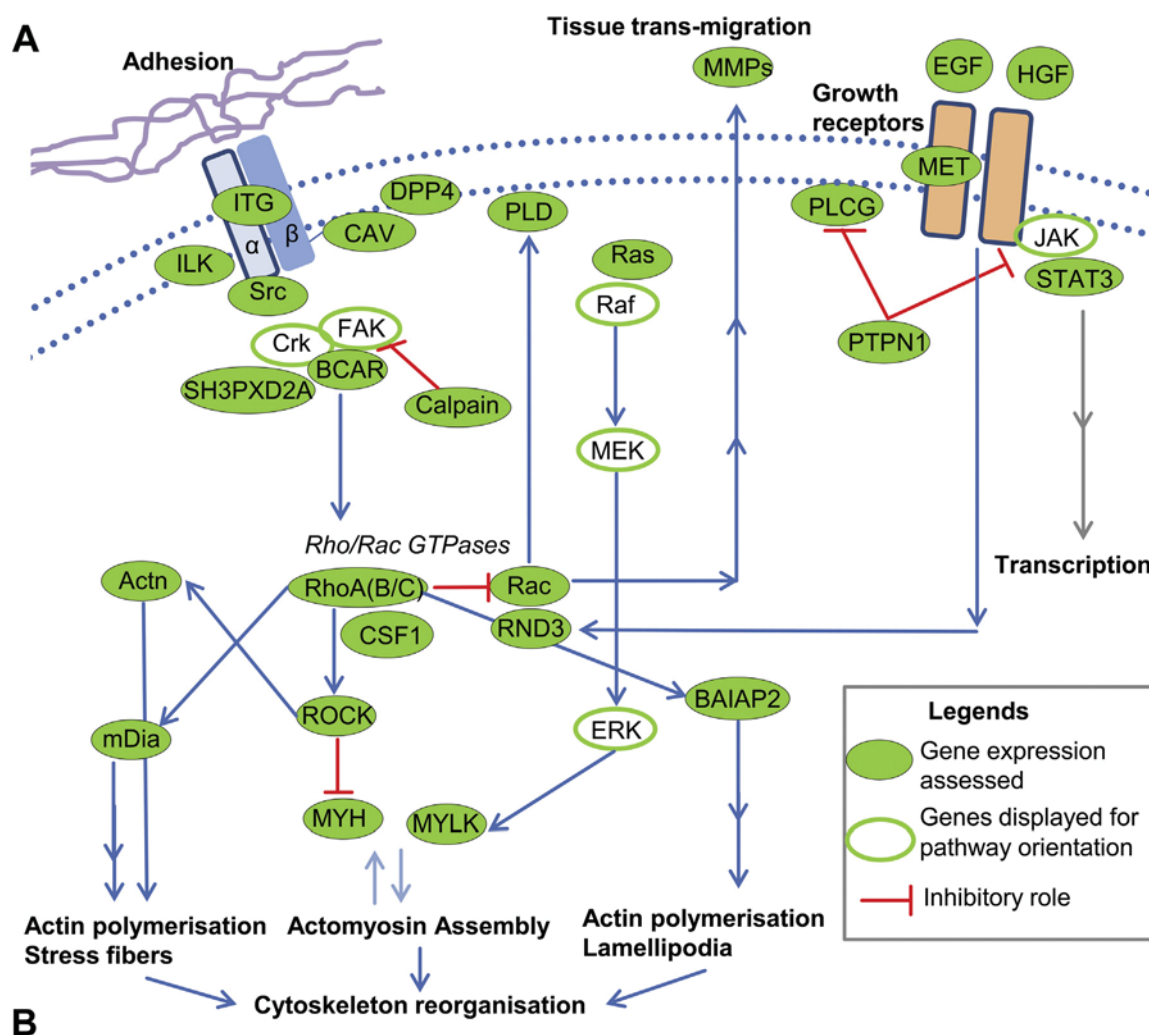 A
Tissue trans-migration
Adhesion
MMPs
EGF
HGF
Growth
receptors
MET
DPP4
ITG
PLD
PLCG
CAV
α
β
JAK
ILK
Ras
STAT3
Src
Raf
FAK
Crk
PTPN1
BCAR
SH3PXD2A
Calpain
MEK
Rho/Rac GTPases
Transcription
Actn
RhoA(B/C)
Rac
CSF1
RND3
BAIAP2
ROCK
mDia
ERK
MYH
MYLK
Legends
Gene expression
assessed
Genes displayed for
pathway orientation
Inhibitory role
Actin polymerisation
Stress fibers
Actomyosin Assembly
Actin polymerisation
Lamellipodia
Cytoskeleton reorganisation
B